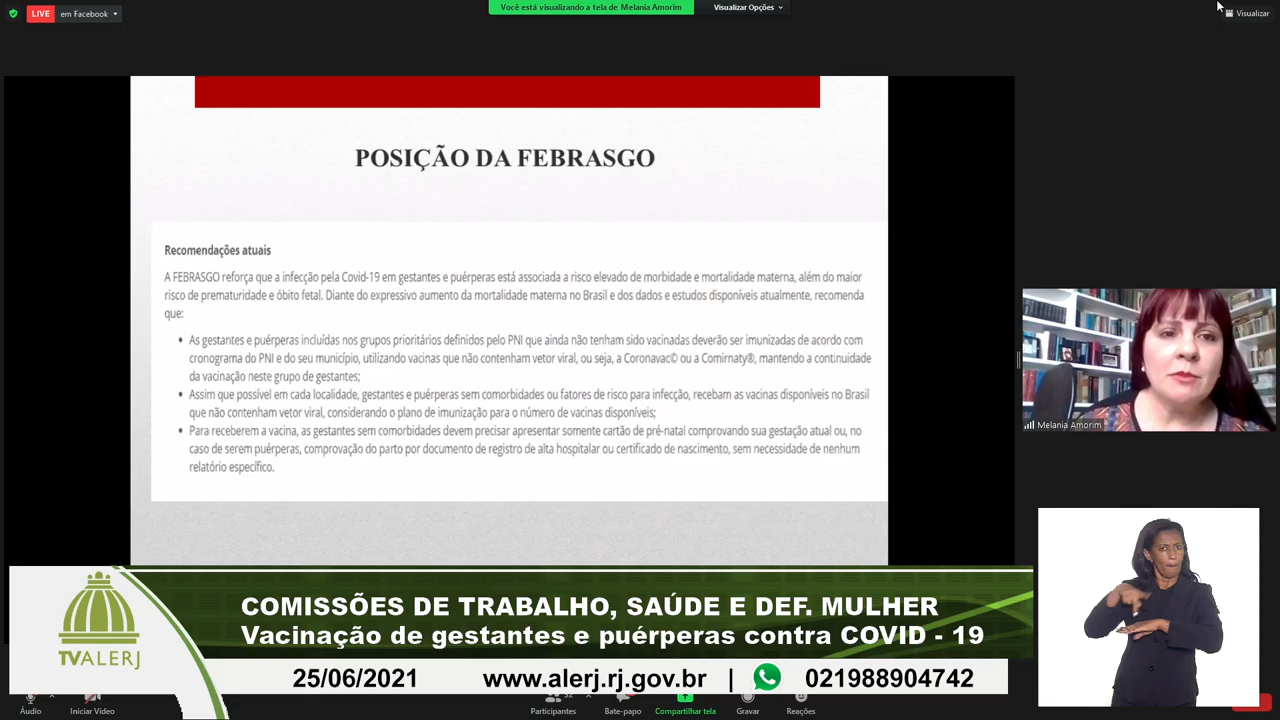 LIVE em Facebook
Você está visualizando a tela de Melania Amorim
Visualizar Opções
Visualizar
POSIÇÃO DA FEBRASGO
Recomendações atuais
A FEBRASGO reforça que a infecção pela Covid-19 em gestantes e puérperas está associada a risco elevado de morbidade e mortalidade materna, além do maior
risco de prematuridade e óbito fetal. Diante do expressivo aumento da mortalidade materna no Brasil e dos dados e estudos disponíveis atualmente, recomenda
que:
• As gestantes e puérperas incluídas nos grupos prioritários definidos pelo PNI que ainda não tenham sido vacinadas deverão ser imunizadas de acordo com
cronograma do PNI e do seu município, utilizando vacinas que não contenham vetor viral, ou seja, a Coronavac© ou a Comirnaty®, mantendo a continuidade
da vacinação neste grupo de gestantes;
• Assim que possível em cada localidade, gestantes e puérperas sem comorbidades ou fatores de risco para infecção, recebam as vacinas disponíveis no Brasil
que não contenham vetor viral, considerando o plano de imunização para o número de vacinas disponíveis;
• Para receberem a vacina, as gestantes sem comorbidades devem precisar apresentar somente cartão de pré-natal comprovando sua gestação atual ou, no
caso de serem puérperas, comprovação do parto por documento de registro de alta hospitalar ou certificado de nascimento, sem necessidade de nenhum
relatório específico.
Melania Amorim
COMISSÕES DE TRABALHO, SAÚDE E DEF. MULHER
Vacinação de gestantes e puérperas contra COVID - 19
TVALERJ
25/06/2021 www.alerj.rj.gov.br | 021988904742
Áudio
Iniciar Vídeo
Participantes
Bate-papo
Compartilhar tela
Gravar
Reações